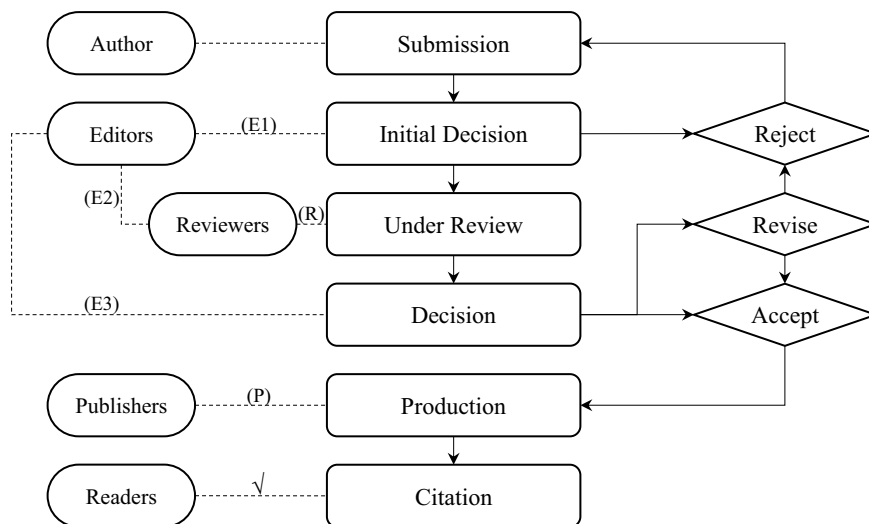 Author
Submission
Editors
(E1)
Initial Decision
Reject
(E2)
Reviewers
(R)
Under Review
Revise
(E3)
Decision
Accept
Publishers
(P)
Production
Readers
√
Citation